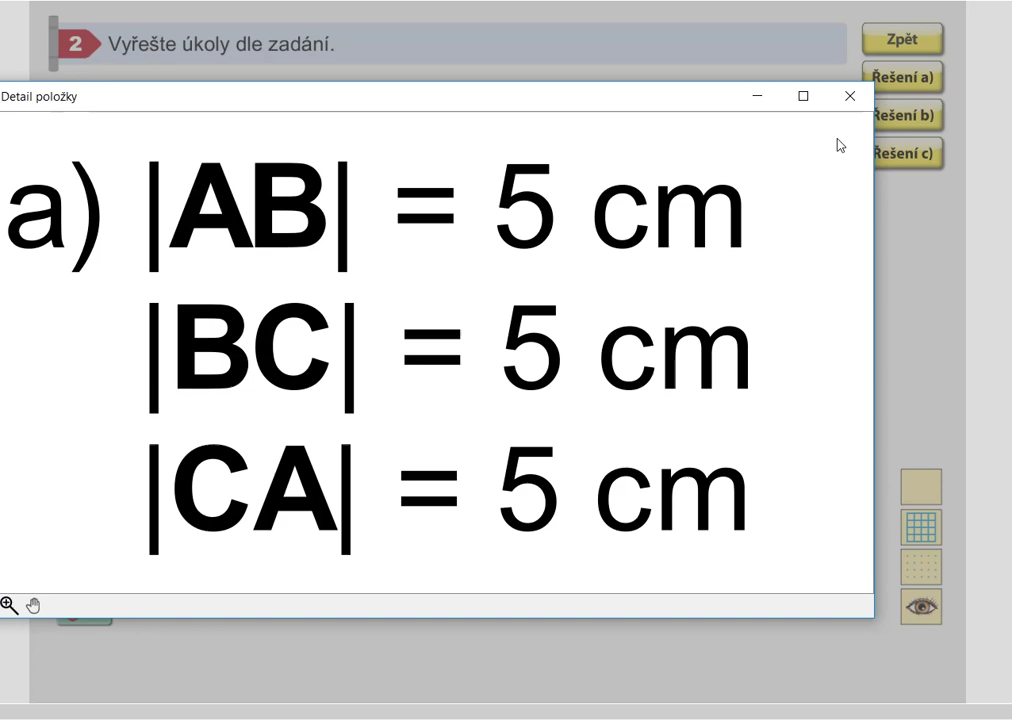 2 Vyřešte úkoly dle zadání.
Zpět
Řešení a)
Řešení b)
Řešení c)
Detail položky
a) |AB| = 5 cm
|BC| = 5 cm
|CA| = 5 cm